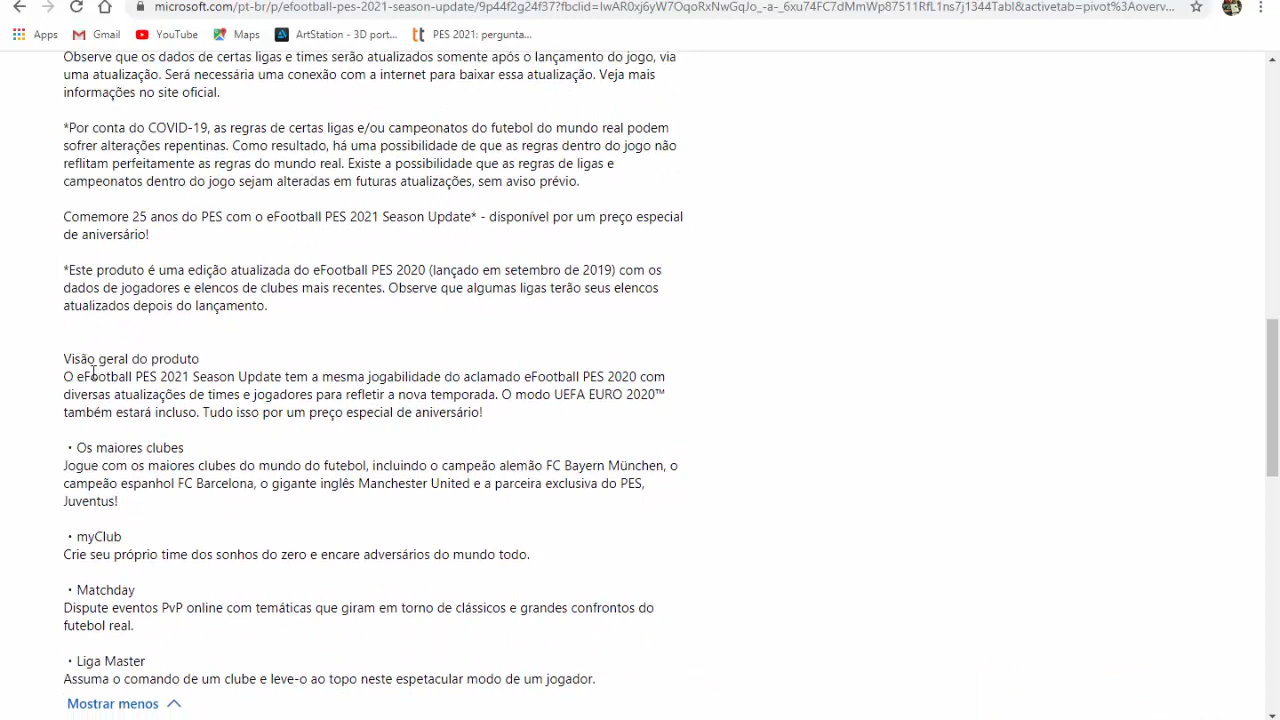 microsoft.com/pt-br/p/efootball-pes-2021-season-update/9p44f2g24f37?fbclid=IwAR0xj6yW7OqoRxNwGqJo_-a-_6xu74FC7dMmWp87511RfL1ns7j1344TabI&activetab=pivot%3Aoverv...
Apps Gmail YouTube Maps ArtStation - 3D port... PES 2021: pergunta...
Observe que os dados de certas ligas e times serão atualizados somente após o lançamento do jogo, via
uma atualização. Será necessária uma conexão com a internet para baixar essa atualização. Veja mais
informações no site oficial.
*Por conta do COVID-19, as regras de certas ligas e/ou campeonatos do futebol do mundo real podem
sofrer alterações repentinas. Como resultado, há uma possibilidade de que as regras dentro do jogo não
reflitam perfeitamente as regras do mundo real. Existe a possibilidade que as regras de ligas e
campeonatos dentro do jogo sejam alteradas em futuras atualizações, sem aviso prévio.
Comemore 25 anos do PES com o eFootball PES 2021 Season Update* - disponível por um preço especial
de aniversário!
*Este produto é uma edição atualizada do eFootball PES 2020 (lançado em setembro de 2019) com os
dados de jogadores e elencos de clubes mais recentes. Observe que algumas ligas terão seus elencos
atualizados depois do lançamento.
Visão geral do produto
O eFootball PES 2021 Season Update tem a mesma jogabilidade do aclamado eFootball PES 2020 com
diversas atualizações de times e jogadores para refletir a nova temporada. O modo UEFA EURO 2020™
também estará incluso. Tudo isso por um preço especial de aniversário!
・Os maiores clubes
Jogue com os maiores clubes do mundo do futebol, incluindo o campeão alemão FC Bayern München, o
campeão espanhol FC Barcelona, o gigante inglês Manchester United e a parceira exclusiva do PES,
Juventus!
・myClub
Crie seu próprio time dos sonhos do zero e encare adversários do mundo todo.
・Matchday
Dispute eventos PvP online com temáticas que giram em torno de clássicos e grandes confrontos do
futebol real.
・Liga Master
Assuma o comando de um clube e leve-o ao topo neste espetacular modo de um jogador.
Mostrar menos